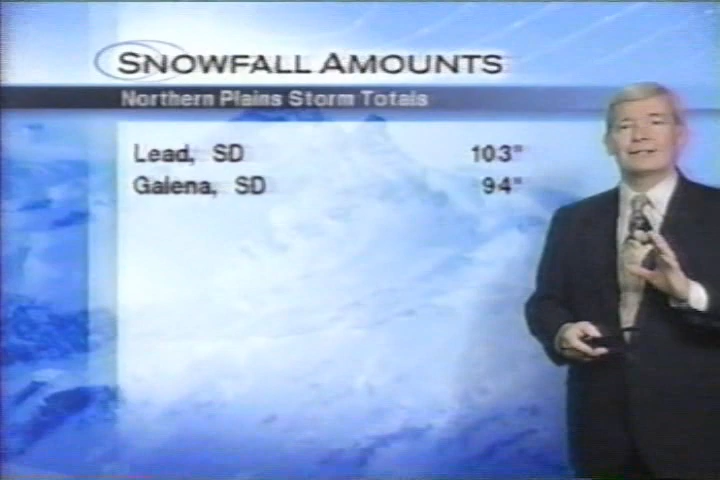 SNOWFALL AMOUNTS
Northern Plains Storm Totals
Lead, SD 103"
Galena, SD 94"